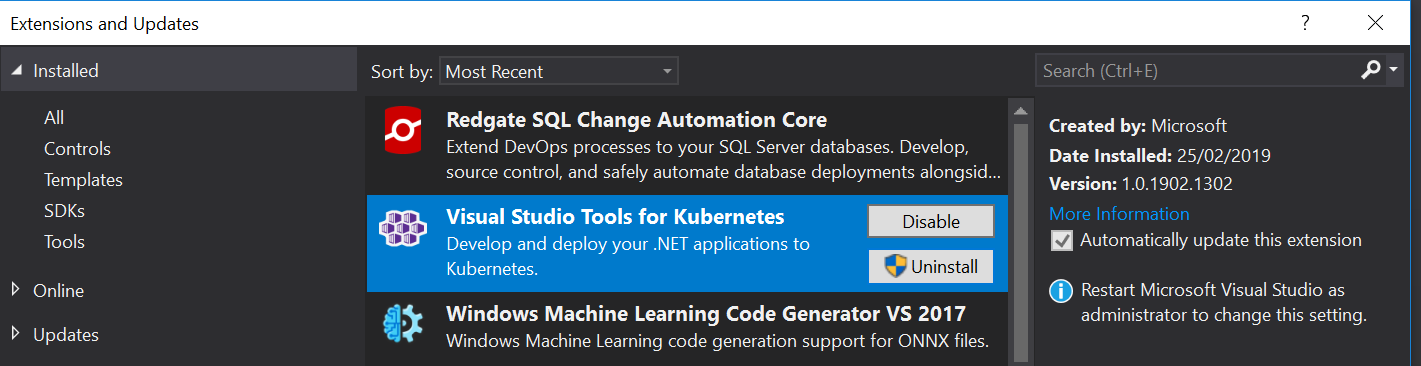 Extensions and Updates
?
Installed
All
Controls
Templates
SDKs
Tools
Online
Updates
Sort by: Most Recent
Redgate SQL Change Automation Core
Extend DevOps processes to your SQL Server databases. Develop,
source control, and safely automate database deployments alongsid...
Visual Studio Tools for Kubernetes
Develop and deploy your .NET applications to
Kubernetes.
Disable
Uninstall
Windows Machine Learning Code Generator VS 2017
Windows Machine Learning code generation support for ONNX files.
Search (Ctrl+E)
Created by: Microsoft
Date Installed: 25/02/2019
Version: 1.0.1902.1302
More Information
Automatically update this extension
Restart Microsoft Visual Studio as
administrator to change this setting.